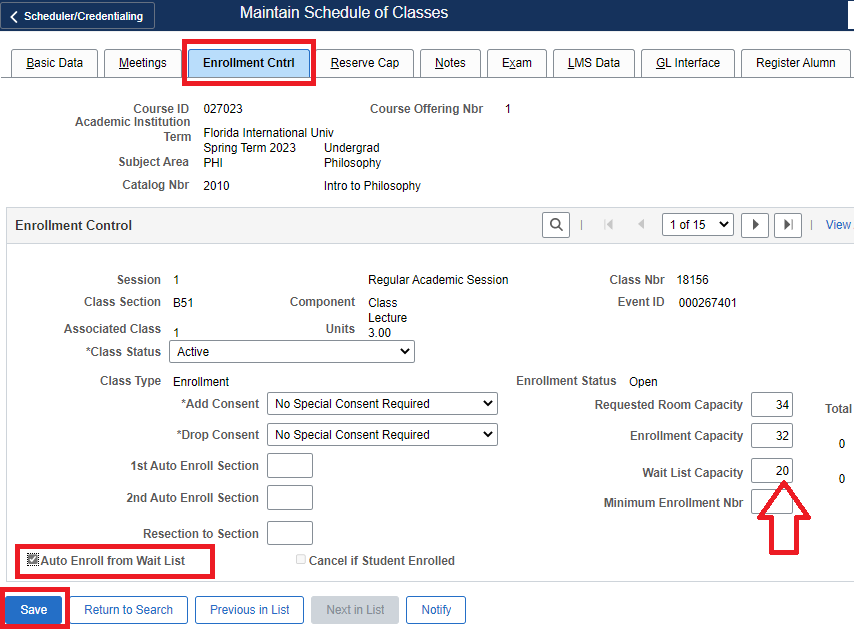 Scheduler/Credentialing
Maintain Schedule of Classes
Basic Data Meetings Enrollment Cntrl Reserve Cap Notes Exam LMS Data GL Interface Register Alumn
Course ID 027023 Course Offering Nbr 1
Academic Institution Florida International Univ
Term Spring Term 2023 Undergrad
Subject Area PHI Philosophy
Catalog Nbr 2010 Intro to Philosophy
Enrollment Control | 1 of 15 | View
Session 1 Regular Academic Session Class Nbr 18156
Class Section B51 Component Class Lecture Event ID 000267401
Associated Class 1 Units 3.00
*Class Status Active
Class Type Enrollment Enrollment Status Open
*Add Consent No Special Consent Required Requested Room Capacity 34 Total
*Drop Consent No Special Consent Required Enrollment Capacity 32 0
1st Auto Enroll Section Wait List Capacity 20 0
2nd Auto Enroll Section Minimum Enrollment Nbr
Resection to Section
Auto Enroll from Wait List Cancel if Student Enrolled
Save Return to Search Previous in List Next in List Notify